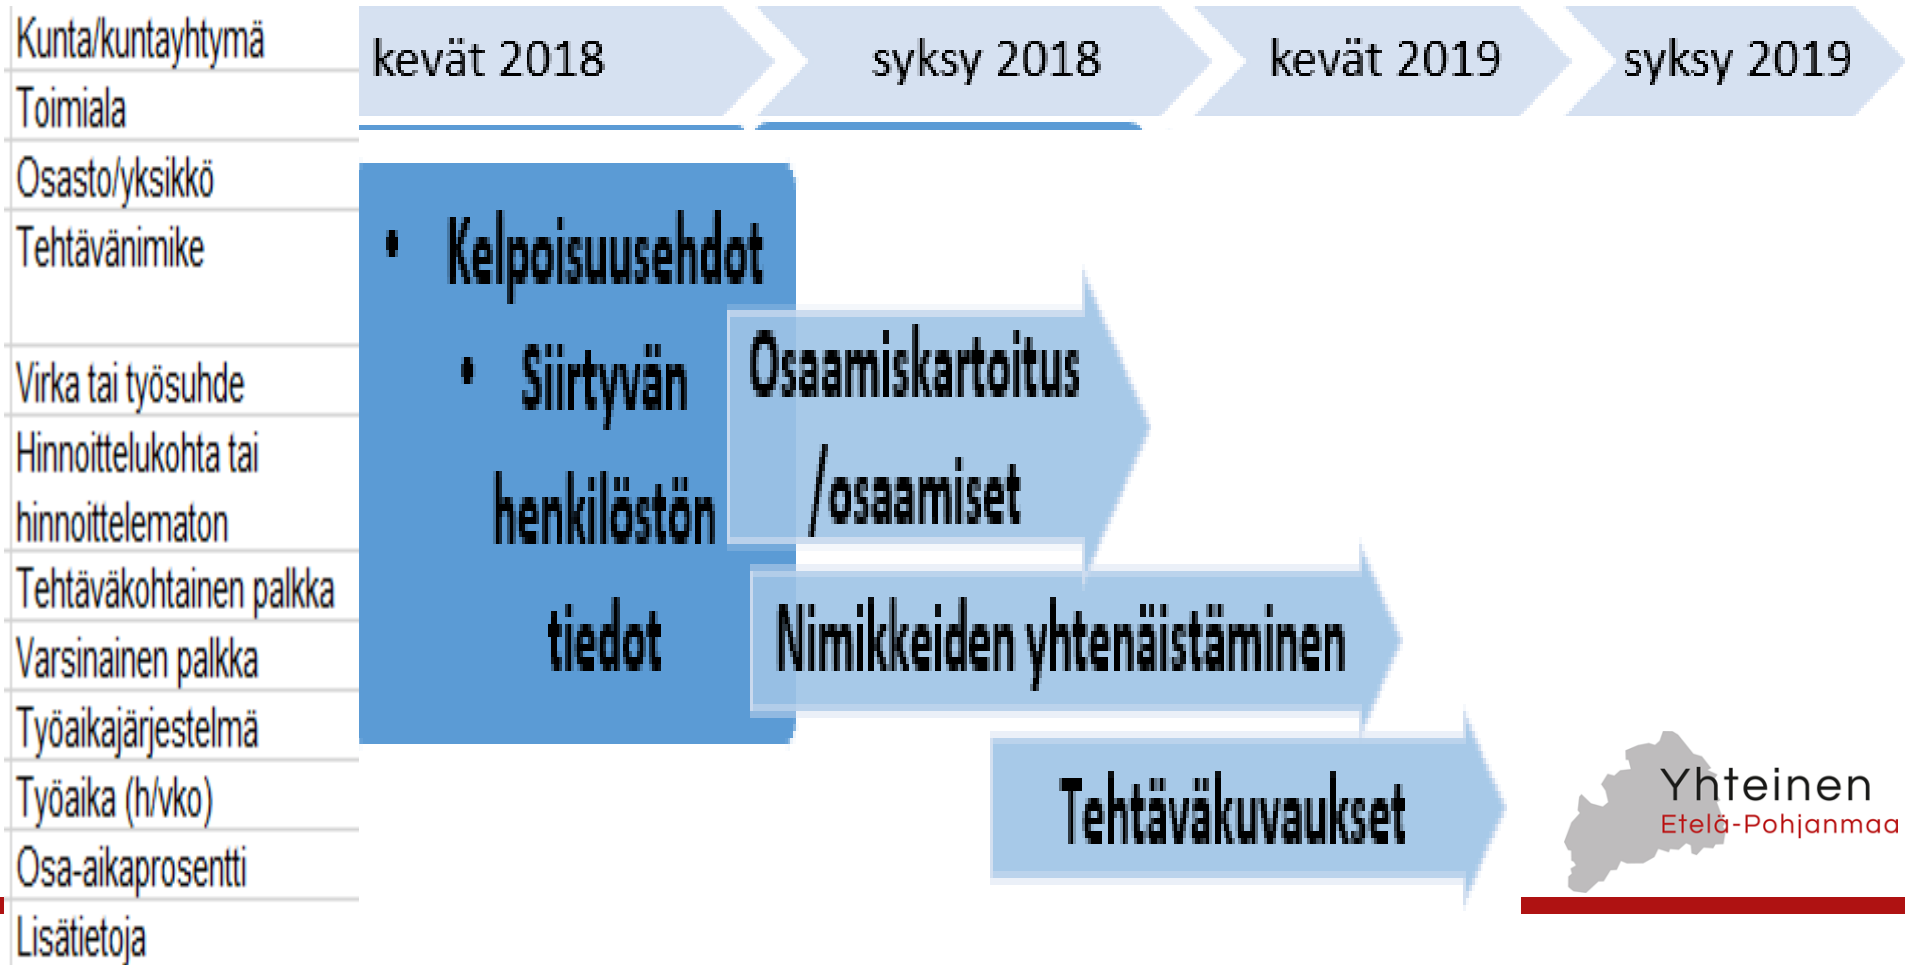 Kunta/kuntayhtymä
Toimiala
Osasto/yksikkö
Tehtävänimike
Virka tai työsuhde
Hinnoittelukohta tai
hinnoittelematon
Tehtäväkohtainen palkka
Varsinainen palkka
Työaikajärjestelmä
Työaika (h/vko)
Osa-aikaprosentti
Lisätietoja
kevät 2018
syksy 2018
kevät 2019
syksy 2019
• Kelpoisuusehdot
• Siirtyvän
henkilöstön
tiedot
Osaamiskartoitus
/osaamiset
Nimikkeiden yhtenäistäminen
Tehtäväkuvaukset
Yhteinen
Etelä-Pohjanmaa